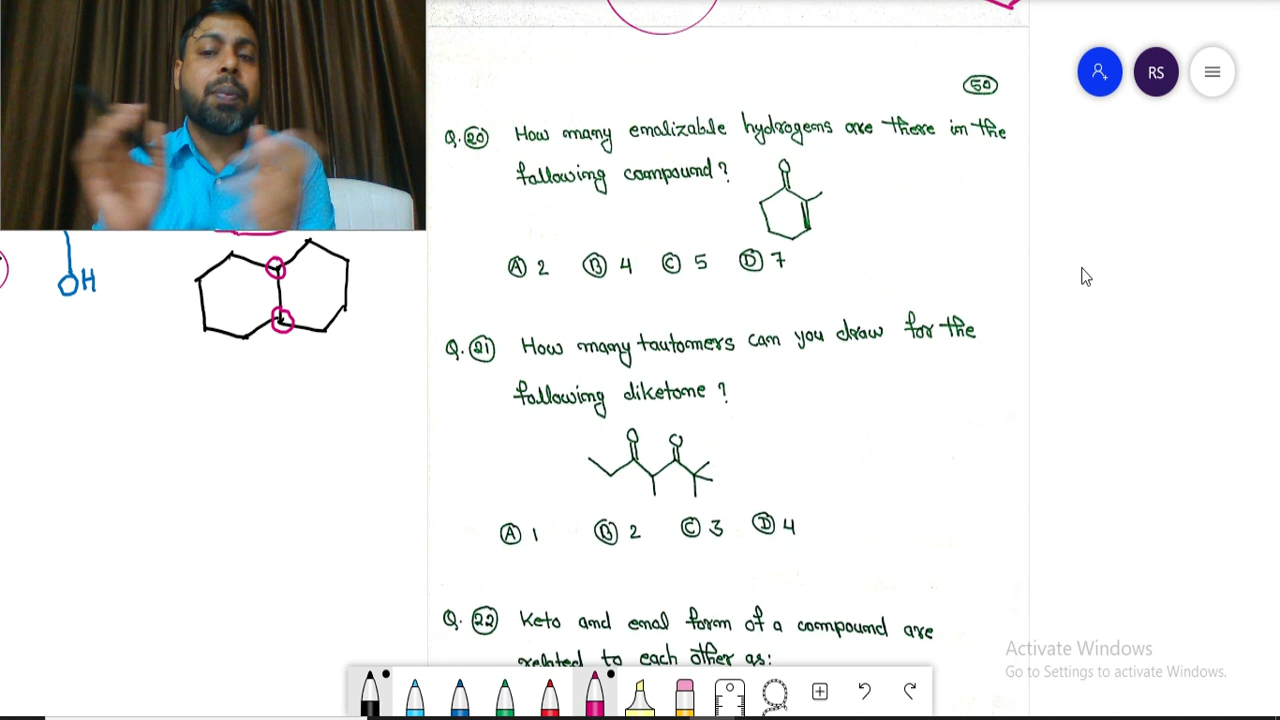 RS
50
Q. 20 How many enolizable hydrogens are there in the
following compound?
O
A 2 B 4 C 5 D 7
OH
Q. 21 How many tautomers can you draw for the
following diketone?
O O
A 1 B 2 C 3 D 4
Q. 22 Keto and enol form of a compound are
related to each other as:
Activate Windows
Go to Settings to activate Windows.